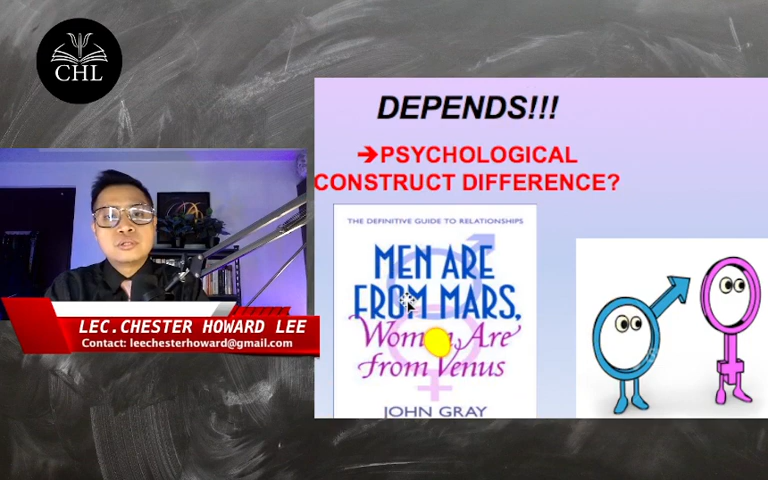 CHL
DEPENDS!!!
➔PSYCHOLOGICAL
CONSTRUCT DIFFERENCE?
THE DEFINITIVE GUIDE TO RELATIONSHIPS
MEN ARE
FROM MARS,
Women Are
from Venus
JOHN GRAY
LEC.CHESTER HOWARD LEE
Contact: leechesterhoward@gmail.com